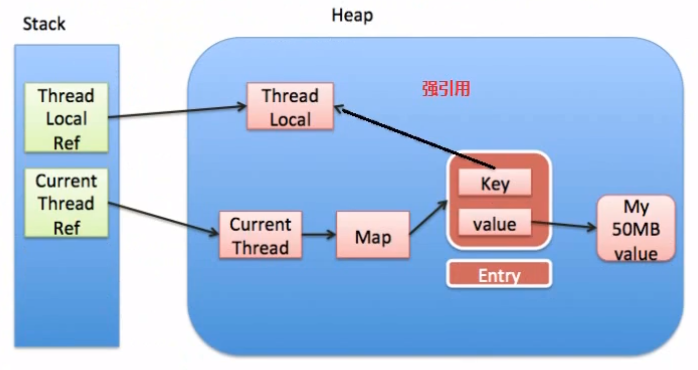 Stack
Heap
Thread
Local
Ref
Thread
Local
强引用
Current
Thread
Ref
Current
Thread
Map
Key
value
My
50MB
value
Entry